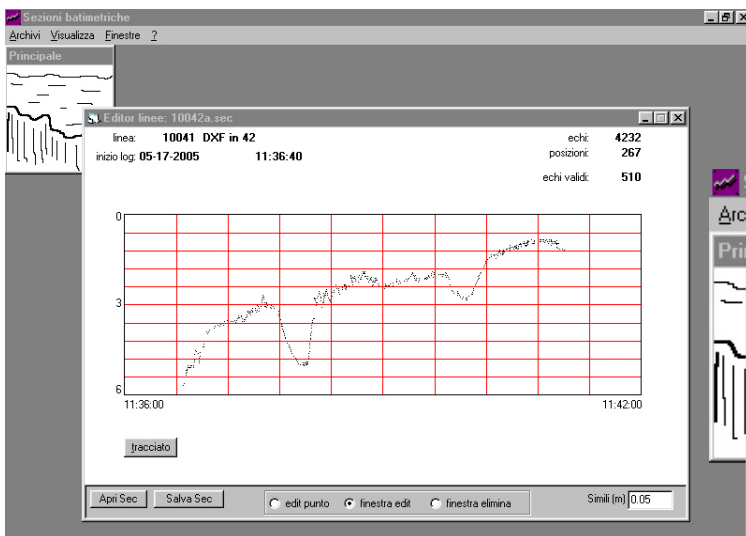 Sezioni batimetriche
Archivi Visualizza Finestre ?
Principale
Editor linee: 10042a.sec
linea: 10041 DXF in 42 echi: 4232
inizio log: 05-17-2005 11:36:40 posizioni: 267
echi validi: 510
0
3
6
11:36:00 11:42:00
tracciato
Apri Sec Salva Sec edit punto finestra edit finestra elimina Simili (m) 0.05
S
Arc
Pri